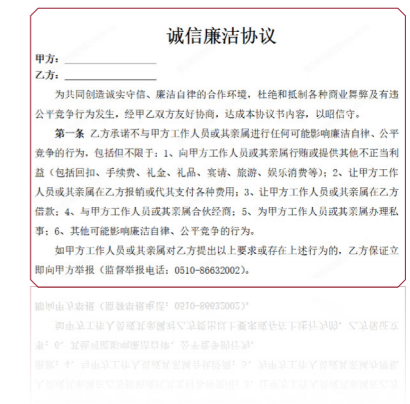 诚信廉洁协议
甲方：
乙方：
为共同创造诚实守信、廉洁自律的合作环境，杜绝和抵制各种商业舞弊及有违
公平竞争行为发生，经甲乙双方友好协商，达成本协议书内容，以昭信守。
第一条 乙方承诺不与甲方工作人员或其亲属进行任何可能影响廉洁自律、公平
竞争的行为，包括但不限于：1、向甲方工作人员或其亲属行贿或提供其他不正当利
益（包括回扣、手续费、礼金、礼品、宴请、旅游、娱乐消费等）；2、让甲方工作
人员或其亲属在乙方报销或代其支付各种费用；3、让甲方工作人员或其亲属在乙方
借款；4、与甲方工作人员或其亲属合伙经商；5、为甲方工作人员或其亲属办理私
事；6、其他可能影响廉洁自律、公平竞争的行为。
如甲方工作人员或其亲属对乙方提出以上要求或存在上述行为的，乙方保证立
即向甲方举报（监督举报电话：0510-86632002）。